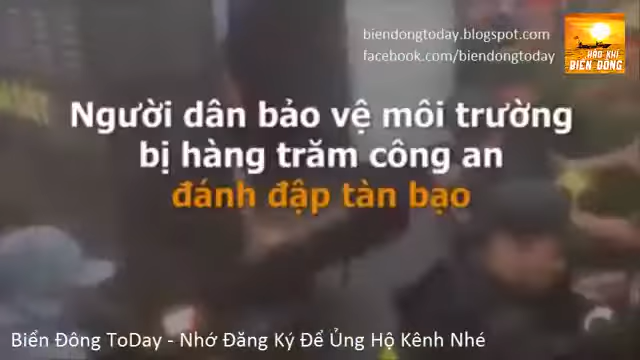 biendongtoday.blogspot.com
facebook.com/biendongtoday
HÀO KHÍ
BIỂN ĐÔNG
Người dân bảo vệ môi trường
bị hàng trăm công an
đánh đập tàn bạo
Biển Đông ToDay - Nhớ Đăng Ký Để Ủng Hộ Kênh Nhé